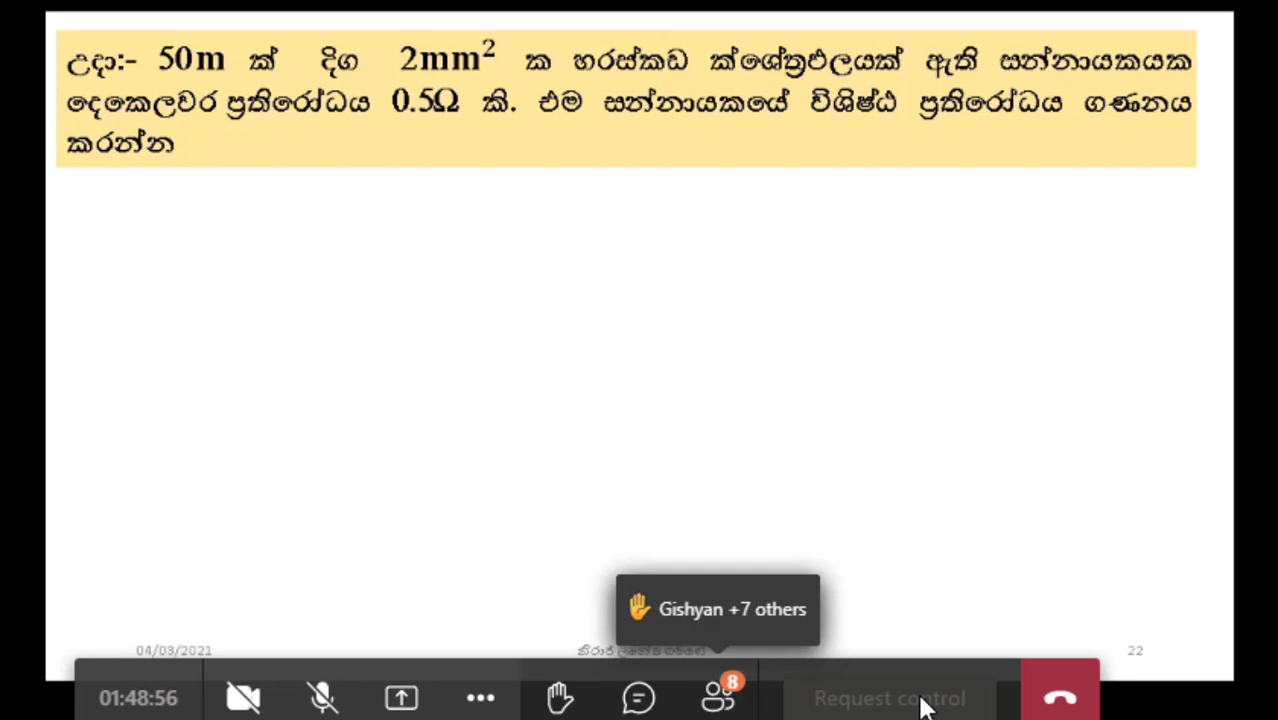 උදා:- 50m ක් දිග 2mm² ක හරස්කඩ ක්ශේත්‍රඵලයක් ඇති සන්නායකයක
දෙකෙලවර ප්‍රතිරෝධය 0.5Ω කි. එම සන්නායකයේ විශිෂ්ඨ ප්‍රතිරෝධය ගණනය
කරන්න
Gishyan +7 others
04/03/2021
22
01:48:56
8
Request control